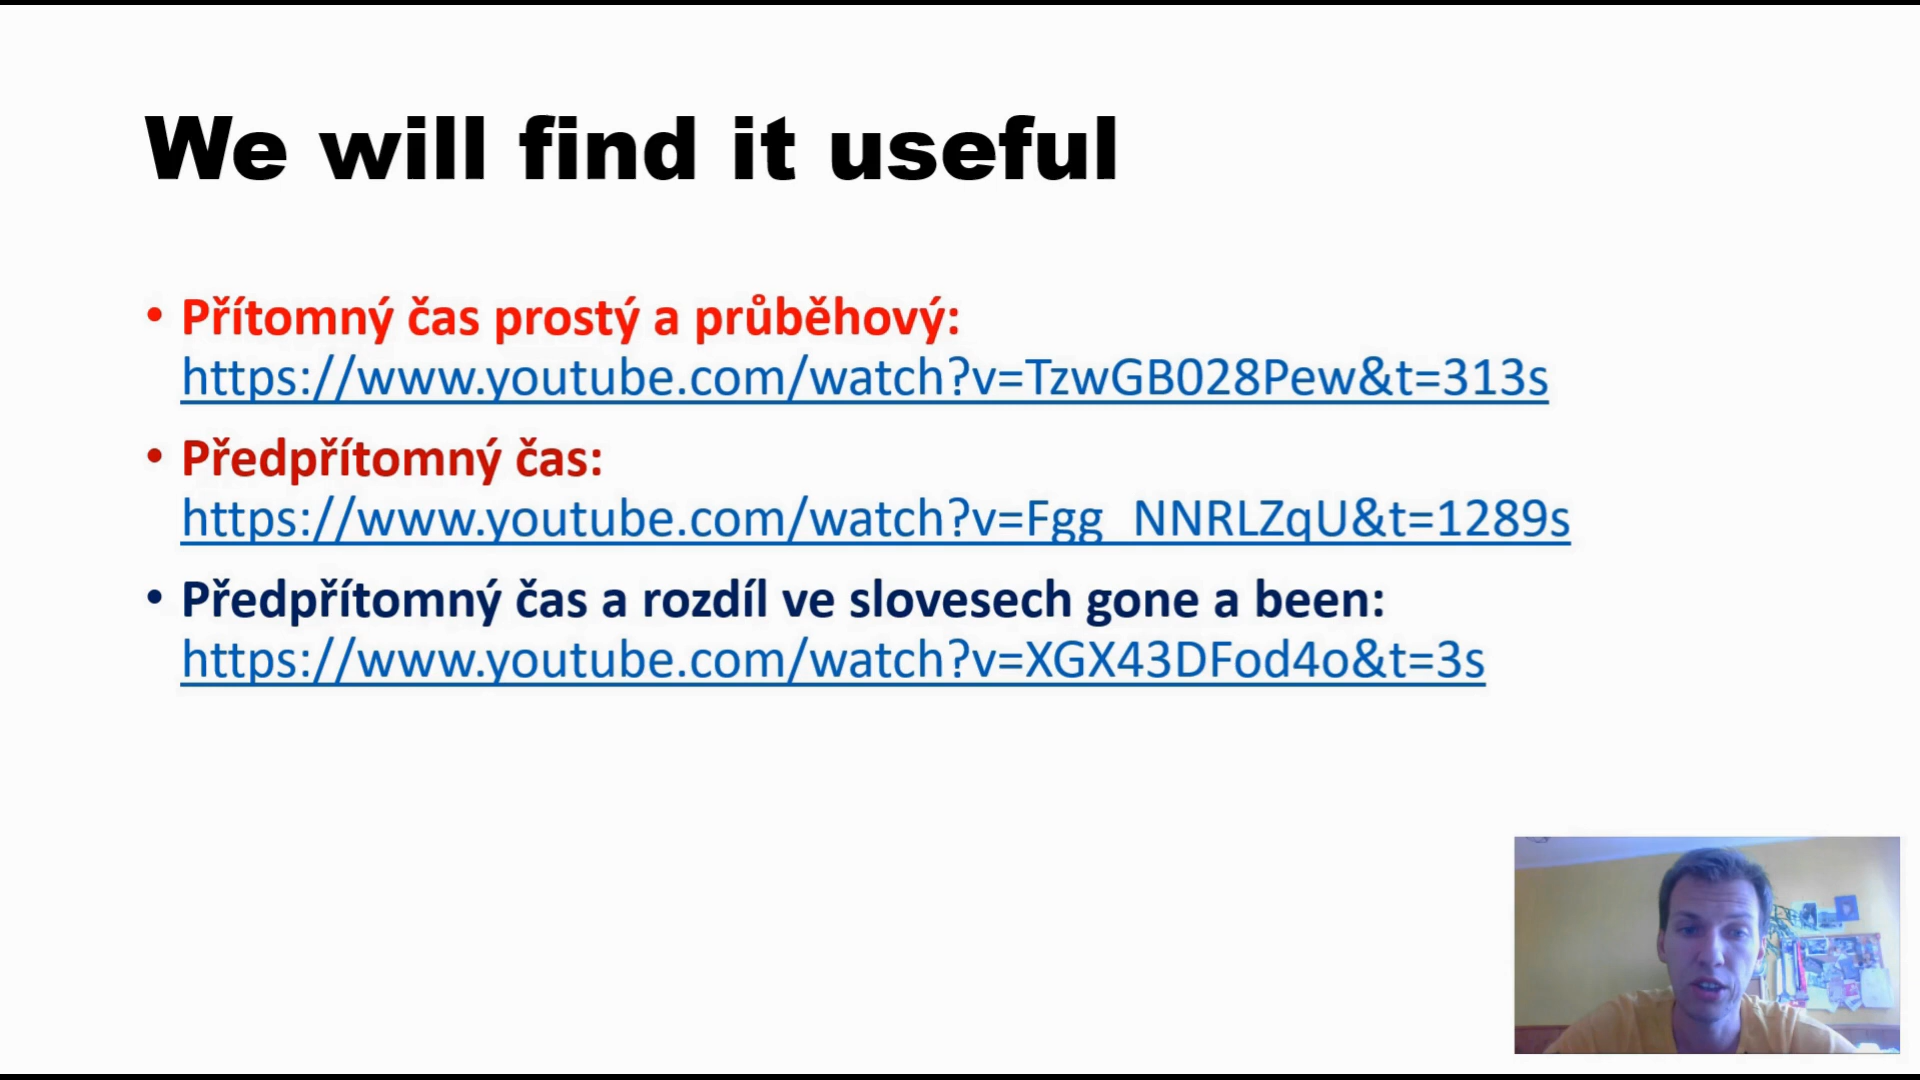 We will find it useful
• Přítomný čas prostý a průběhový:
https://www.youtube.com/watch?v=TzwGB028Pew&t=313s
• Předpřítomný čas:
https://www.youtube.com/watch?v=Fgg_NNRLZqU&t=1289s
• Předpřítomný čas a rozdíl ve slovesech gone a been:
https://www.youtube.com/watch?v=XGX43DFod4o&t=3s